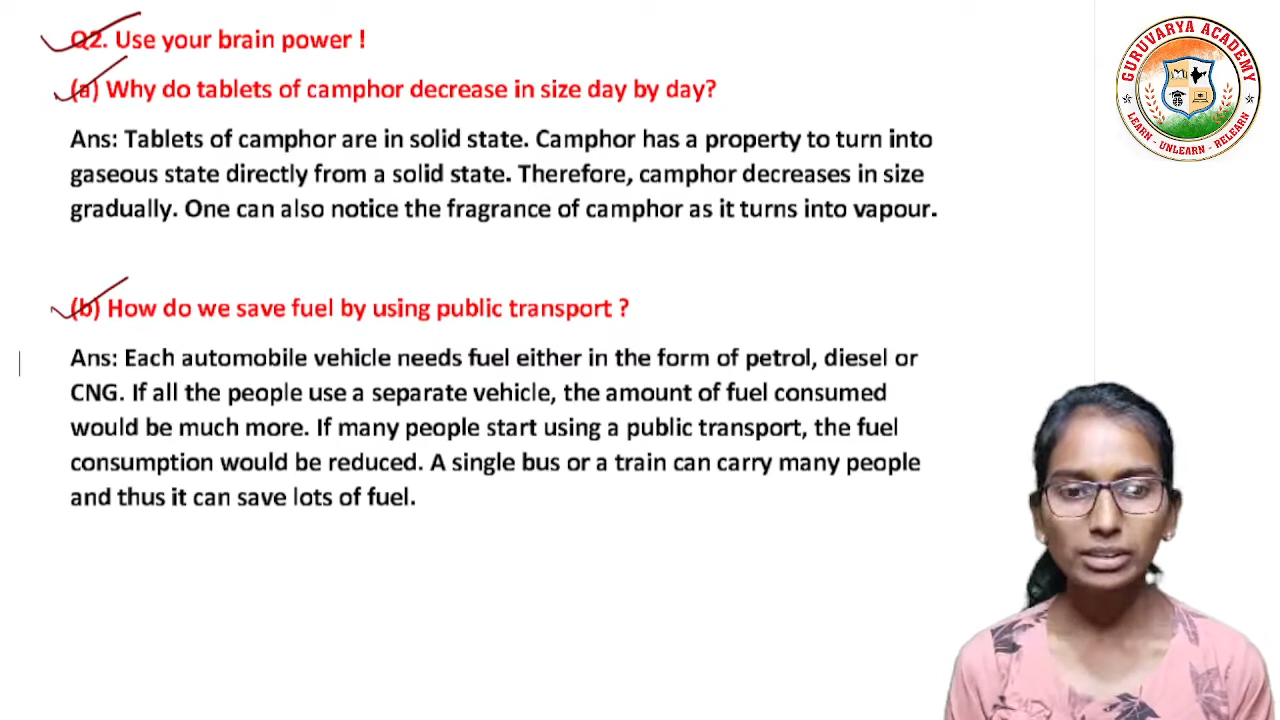 Q2. Use your brain power !
(a) Why do tablets of camphor decrease in size day by day?
Ans: Tablets of camphor are in solid state. Camphor has a property to turn into
gaseous state directly from a solid state. Therefore, camphor decreases in size
gradually. One can also notice the fragrance of camphor as it turns into vapour.
(b) How do we save fuel by using public transport ?
Ans: Each automobile vehicle needs fuel either in the form of petrol, diesel or
CNG. If all the people use a separate vehicle, the amount of fuel consumed
would be much more. If many people start using a public transport, the fuel
consumption would be reduced. A single bus or a train can carry many people
and thus it can save lots of fuel.
GURUVARYA ACADEMY
LEARN - UNLEARN - RELEARN